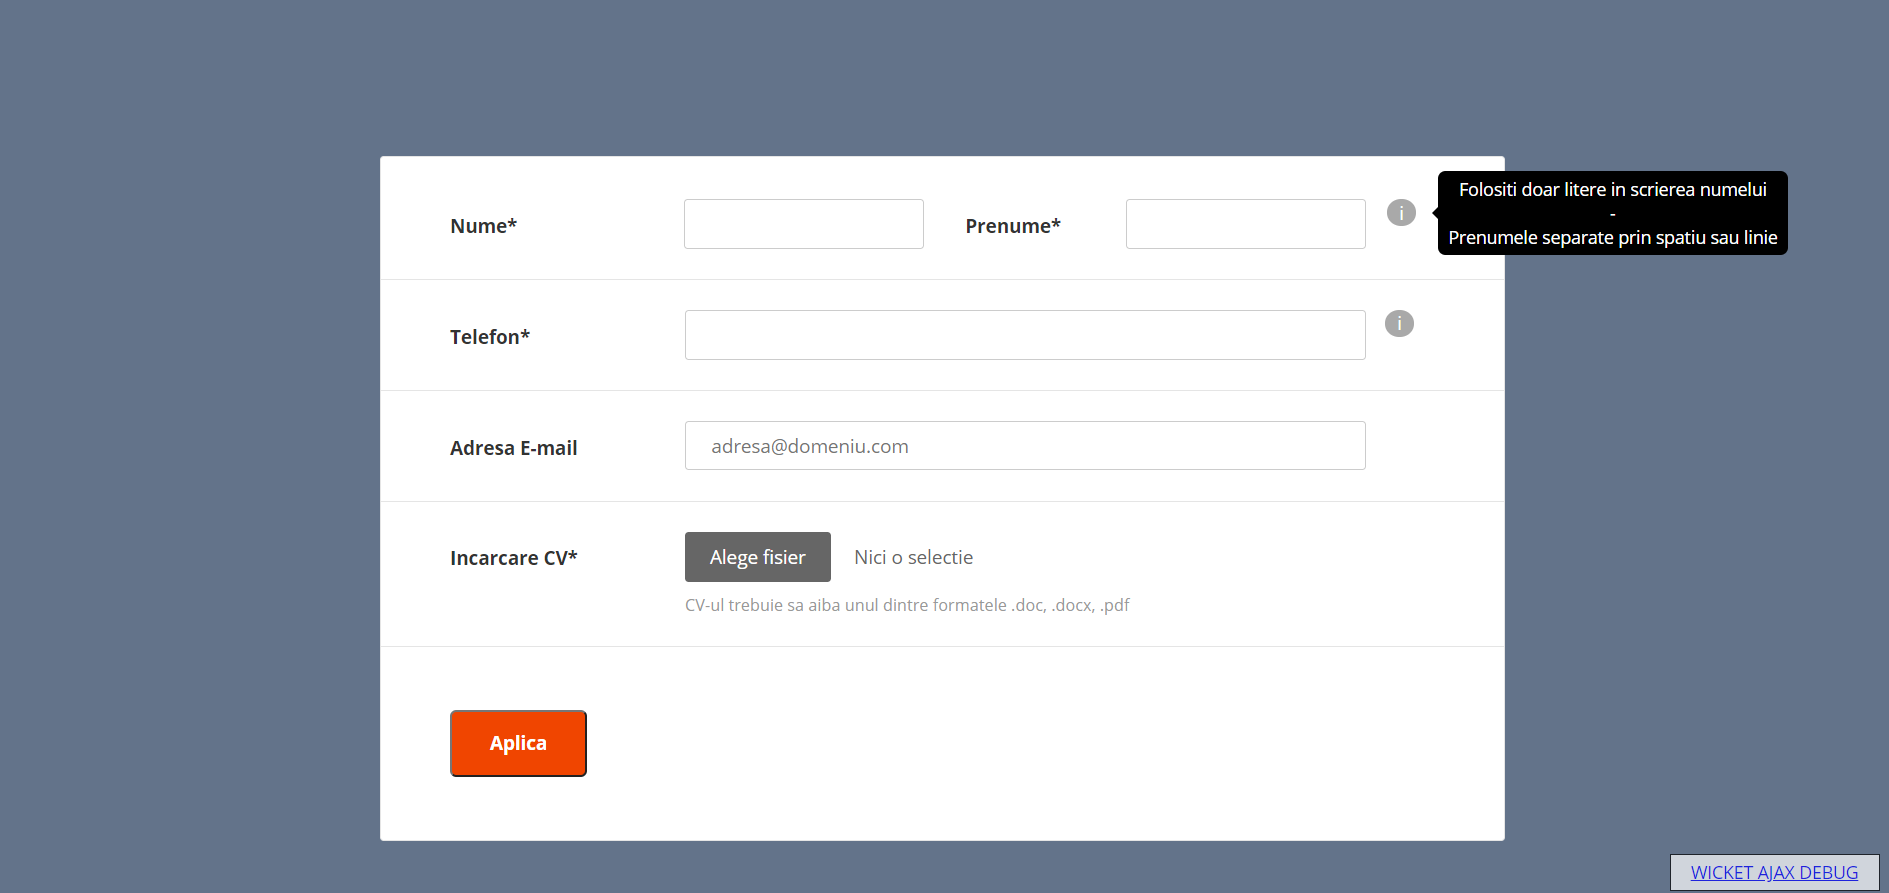 Nume*
Prenume*
i
Folositi doar litere in scrierea numelui
-
Prenumele separate prin spatiu sau linie
Telefon*
i
Adresa E-mail
adresa@domeniu.com
Incarcare CV*
Alege fisier
Nici o selectie
CV-ul trebuie sa aiba unul dintre formatele .doc, .docx, .pdf
Aplica
WICKET AJAX DEBUG